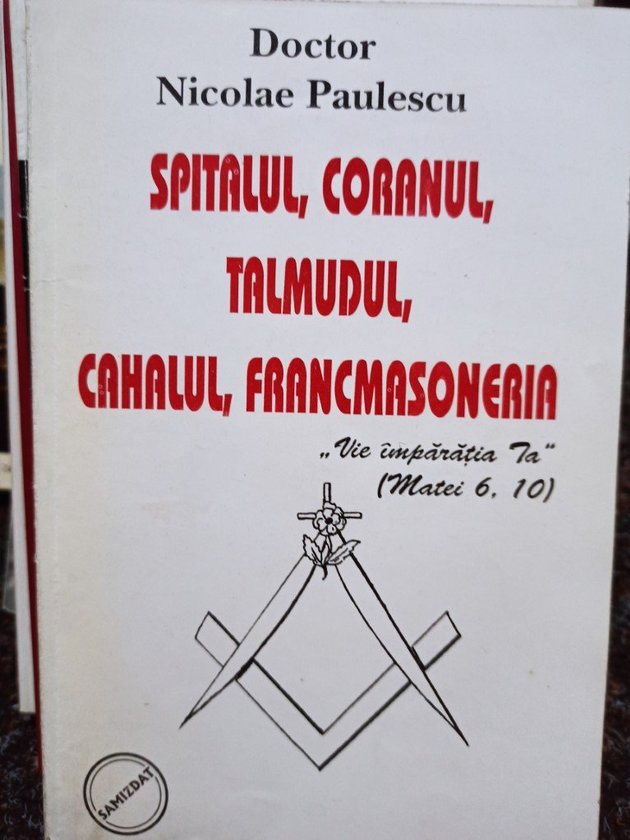 Doctor
Nicolae Paulescu
SPITALUL, CORANUL,
TALMUDUL,
CAHALUL, FRANCMASONERIA
„Vie împărăția Ta"
(Matei 6, 10)
SAMIZDAT